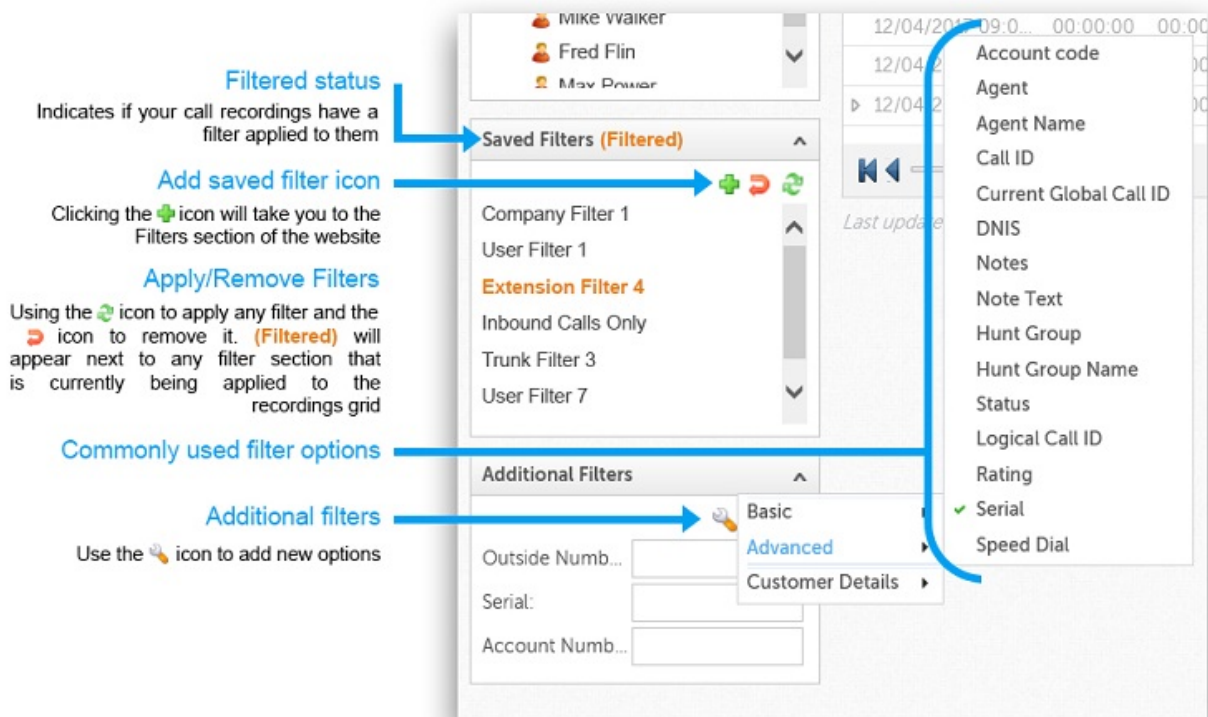 Filtered status
Indicates if your call recordings have a
filter applied to them
Add saved filter icon
Clicking the icon will take you to the
Filters section of the website
Apply/Remove Filters
Using the icon to apply any filter and the
icon to remove it. (Filtered) will
appear next to any filter section that
is currently being applied to the
recordings grid
Commonly used filter options
Additional filters
Use the icon to add new options
Mike Walker
Fred Flin
Max Power
Saved Filters (Filtered)
Company Filter 1
User Filter 1
Extension Filter 4
Inbound Calls Only
Trunk Filter 3
User Filter 7
Additional Filters
Outside Numb...
Serial:
Account Numb...
Basic
Advanced
Customer Details
12/04/2017 09:0... 00:00:00 00:00
12/04/2
12/04/2
Last update
Account code
Agent
Agent Name
Call ID
Current Global Call ID
DNIS
Notes
Note Text
Hunt Group
Hunt Group Name
Status
Logical Call ID
Rating
Serial
Speed Dial